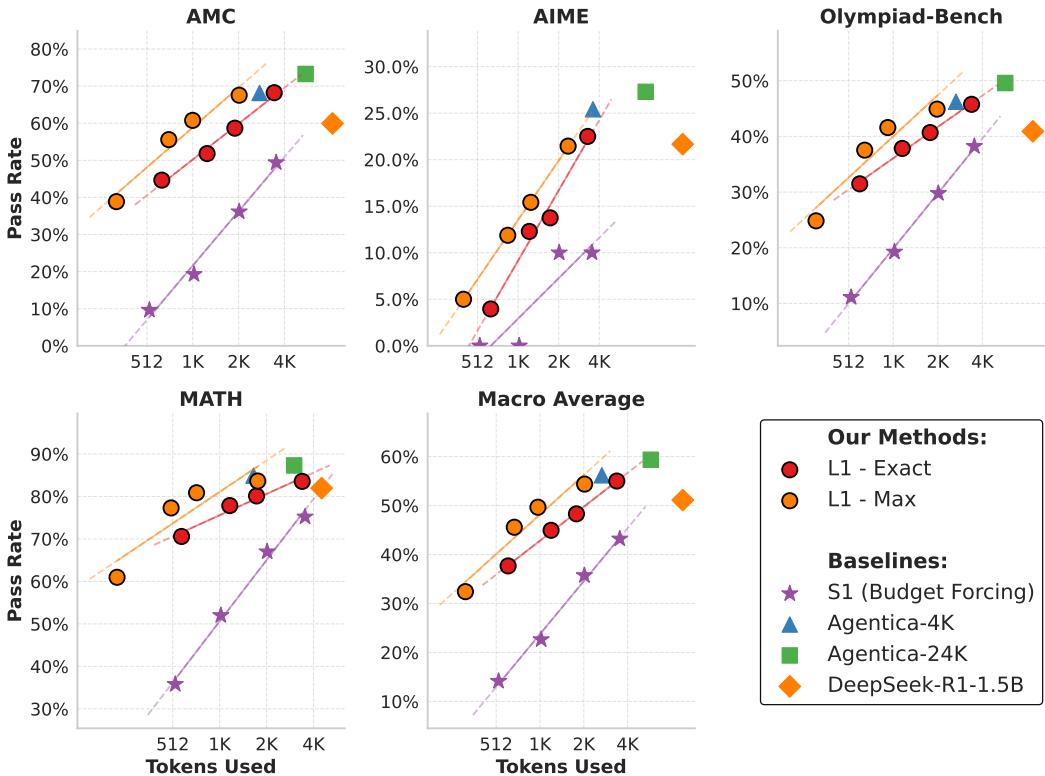 AMC
80%
70%
60%
50%
40%
30%
20%
10%
0%
Pass Rate
512 1K 2K 4K
AIME
30.0%
25.0%
20.0%
15.0%
10.0%
5.0%
0.0%
512 1K 2K 4K
Olympiad-Bench
50%
40%
30%
20%
10%
512 1K 2K 4K
MATH
90%
80%
70%
60%
50%
40%
30%
Pass Rate
512 1K 2K 4K
Tokens Used
Macro Average
60%
50%
40%
30%
20%
10%
512 1K 2K 4K
Tokens Used
Our Methods:
L1 - Exact
L1 - Max
Baselines:
S1 (Budget Forcing)
Agentica-4K
Agentica-24K
DeepSeek-R1-1.5B